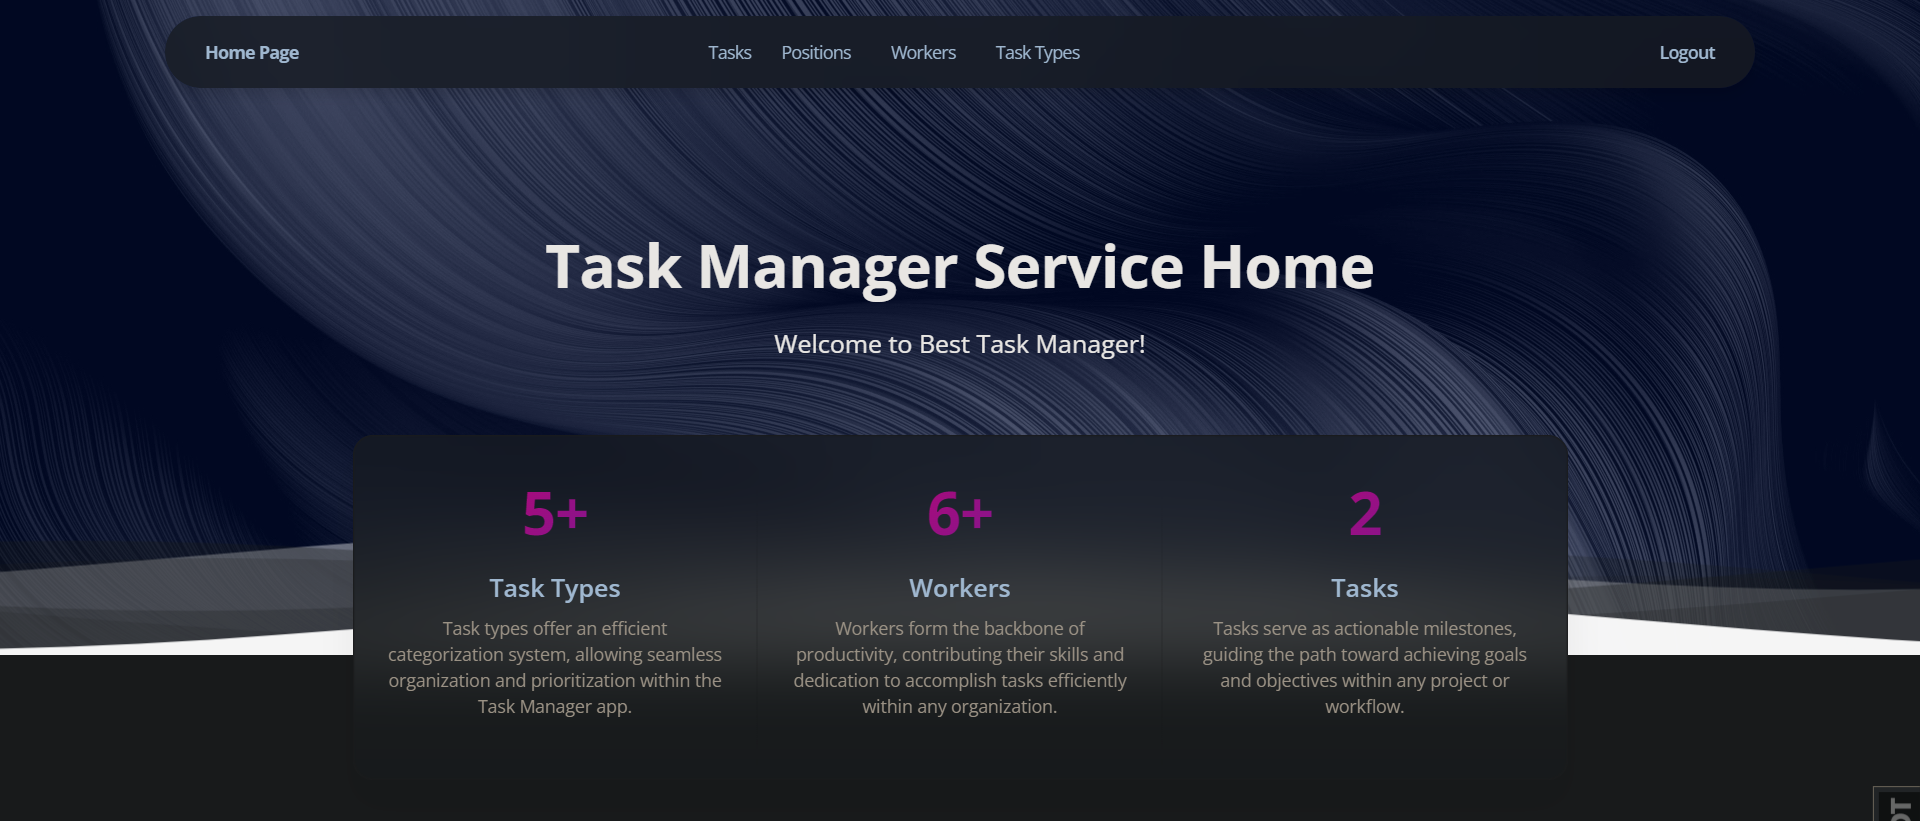 Home Page
Tasks Positions Workers Task Types
Logout
Task Manager Service Home
Welcome to Best Task Manager!
5+
Task Types
Task types offer an efficient
categorization system, allowing seamless
organization and prioritization within the
Task Manager app.
6+
Workers
Workers form the backbone of
productivity, contributing their skills and
dedication to accomplish tasks efficiently
within any organization.
2
Tasks
Tasks serve as actionable milestones,
guiding the path toward achieving goals
and objectives within any project or
workflow.